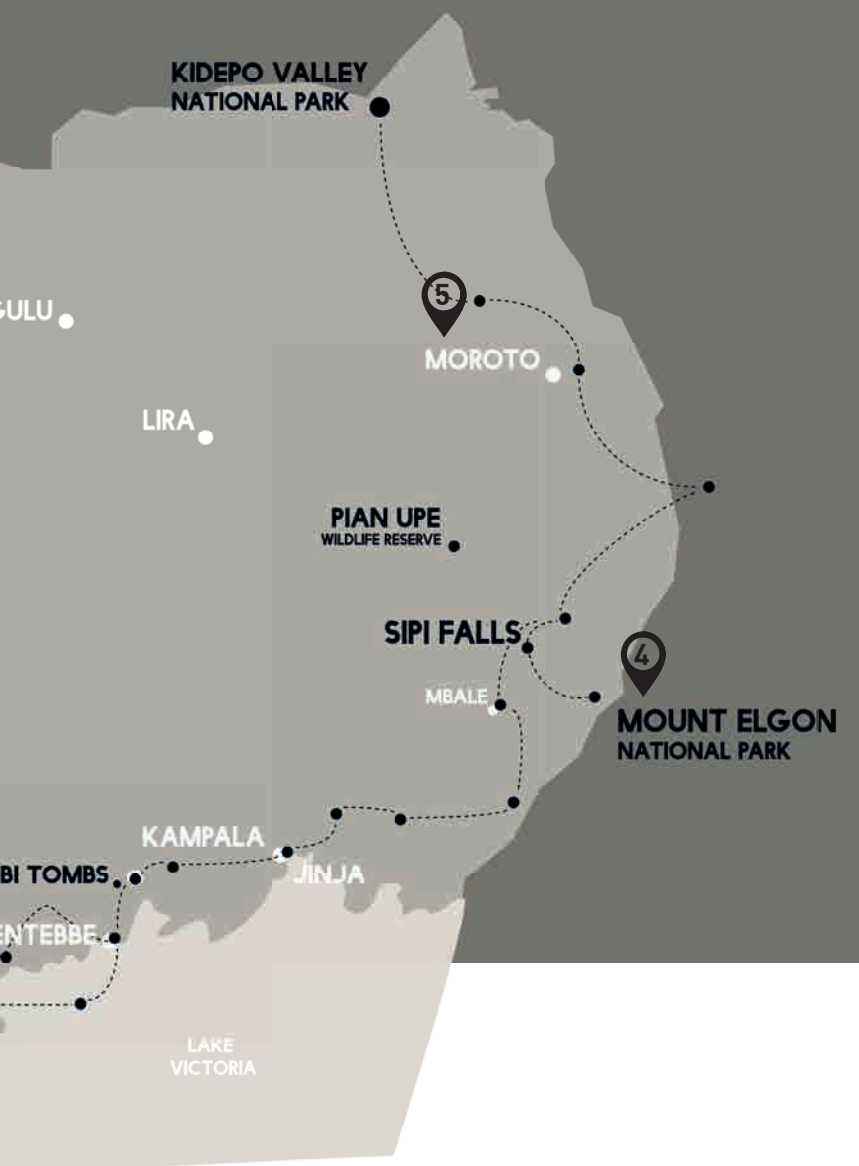 KIDEPO VALLEY
NATIONAL PARK
5
GULU
MOROTO
LIRA
PIAN UPE
WILDLIFE RESERVE
SIPI FALLS
4
MBALE
MOUNT ELGON
NATIONAL PARK
KAMPALA
BI TOMBS
JINJA
ENTEBBE
LAKE
VICTORIA